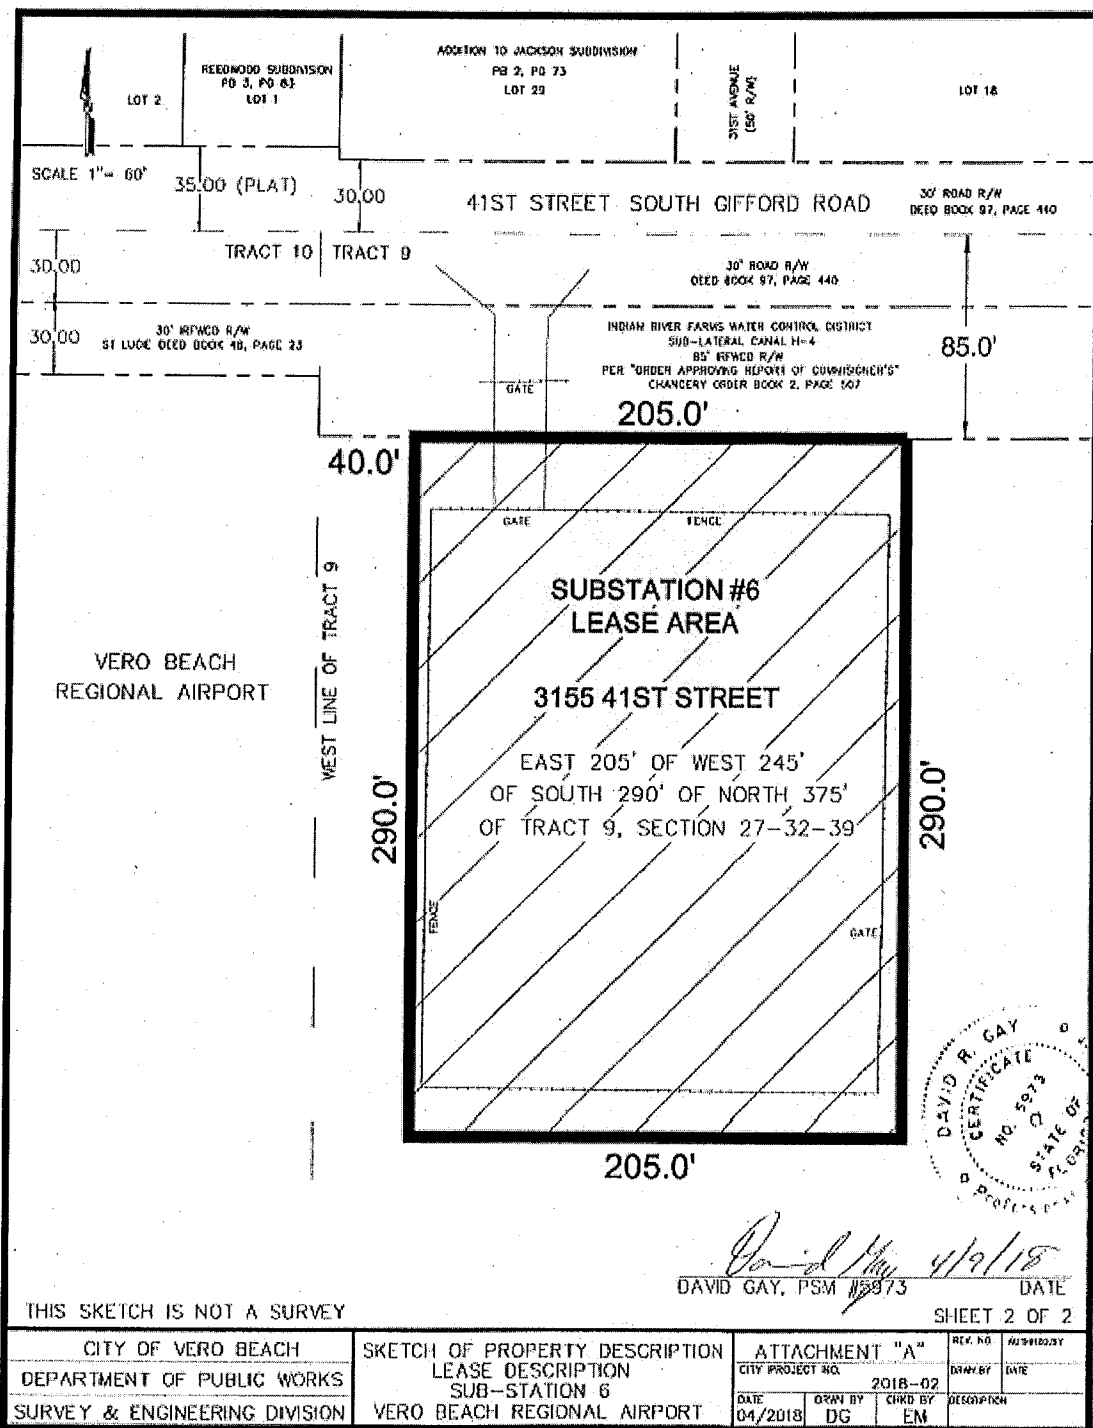 LOT 2
REEDWOOD SUBDIVISION
PB 3, PG 83
LOT 1
ADDITION TO JACKSON SUBDIVISION
PB 2, PG 73
LOT 29
31ST AVENUE
(50' R/W)
LOT 18
SCALE 1"= 60'
35.00 (PLAT)
30.00
41ST STREET SOUTH GIFFORD ROAD
30' ROAD R/W
DEED BOOK 97, PAGE 440
TRACT 10
TRACT 9
30.00
30' ROAD R/W
DEED BOOK 97, PAGE 440
30.00
30' IRFWCD R/W
ST LUCIE DEED BOOK 48, PAGE 23
INDIAN RIVER FARMS WATER CONTROL DISTRICT
SUB-LATERAL CANAL H-4
85' IRFWCD R/W
PER "ORDER APPROVING REPORT OF COMMISSIONER'S"
CHANCERY ORDER BOOK 2, PAGE 507
85.0'
GATE
205.0'
40.0'
GATE
FENCE
SUBSTATION #6
LEASE AREA
WEST LINE OF TRACT 9
VERO BEACH
REGIONAL AIRPORT
3155 41ST STREET
EAST 205' OF WEST 245'
OF SOUTH 290' OF NORTH 375'
OF TRACT 9, SECTION 27-32-39
290.0'
290.0'
FENCE
GATE
205.0'
DAVID R. GAY
CERTIFICATE
NO. 5973
STATE OF
David Gay 4/9/18
DAVID GAY, PSM #5973 DATE
THIS SKETCH IS NOT A SURVEY
SHEET 2 OF 2
CITY OF VERO BEACH
DEPARTMENT OF PUBLIC WORKS
SURVEY & ENGINEERING DIVISION
SKETCH OF PROPERTY DESCRIPTION
LEASE DESCRIPTION
SUB-STATION 6
VERO BEACH REGIONAL AIRPORT
ATTACHMENT "A"
CITY PROJECT NO.
2018-02
DATE
04/2018
DRWN BY
DG
CHKD BY
EM
REV. NO
AUTHRIZD.BY
DRWN.BY
DATE
DESCRIPTION